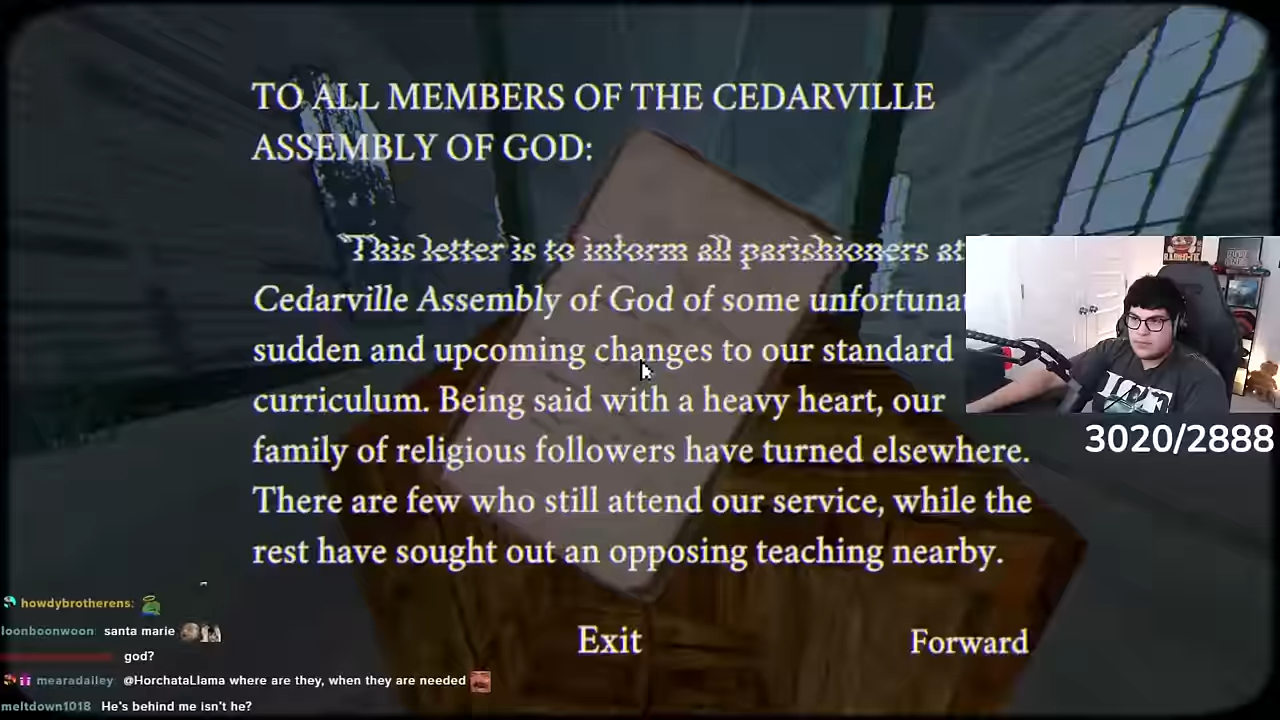 TO ALL MEMBERS OF THE CEDARVILLE
ASSEMBLY OF GOD:
This letter is to inform all parishioners at
Cedarville Assembly of God of some
sudden and upcoming changes to our standard
curriculum. Being said with a heavy heart, our
family of religious followers have turned elsewhere.
There are few who still attend our service, while the
rest have sought out an opposing teaching nearby.
Exit
Forward
3020/2888
howdybrotherens:
loonboonwoon: santa marie
god?
mearadailey: @HorchataLlama where are they, when they are needed
meltdown1018 He's behind me isn't he?